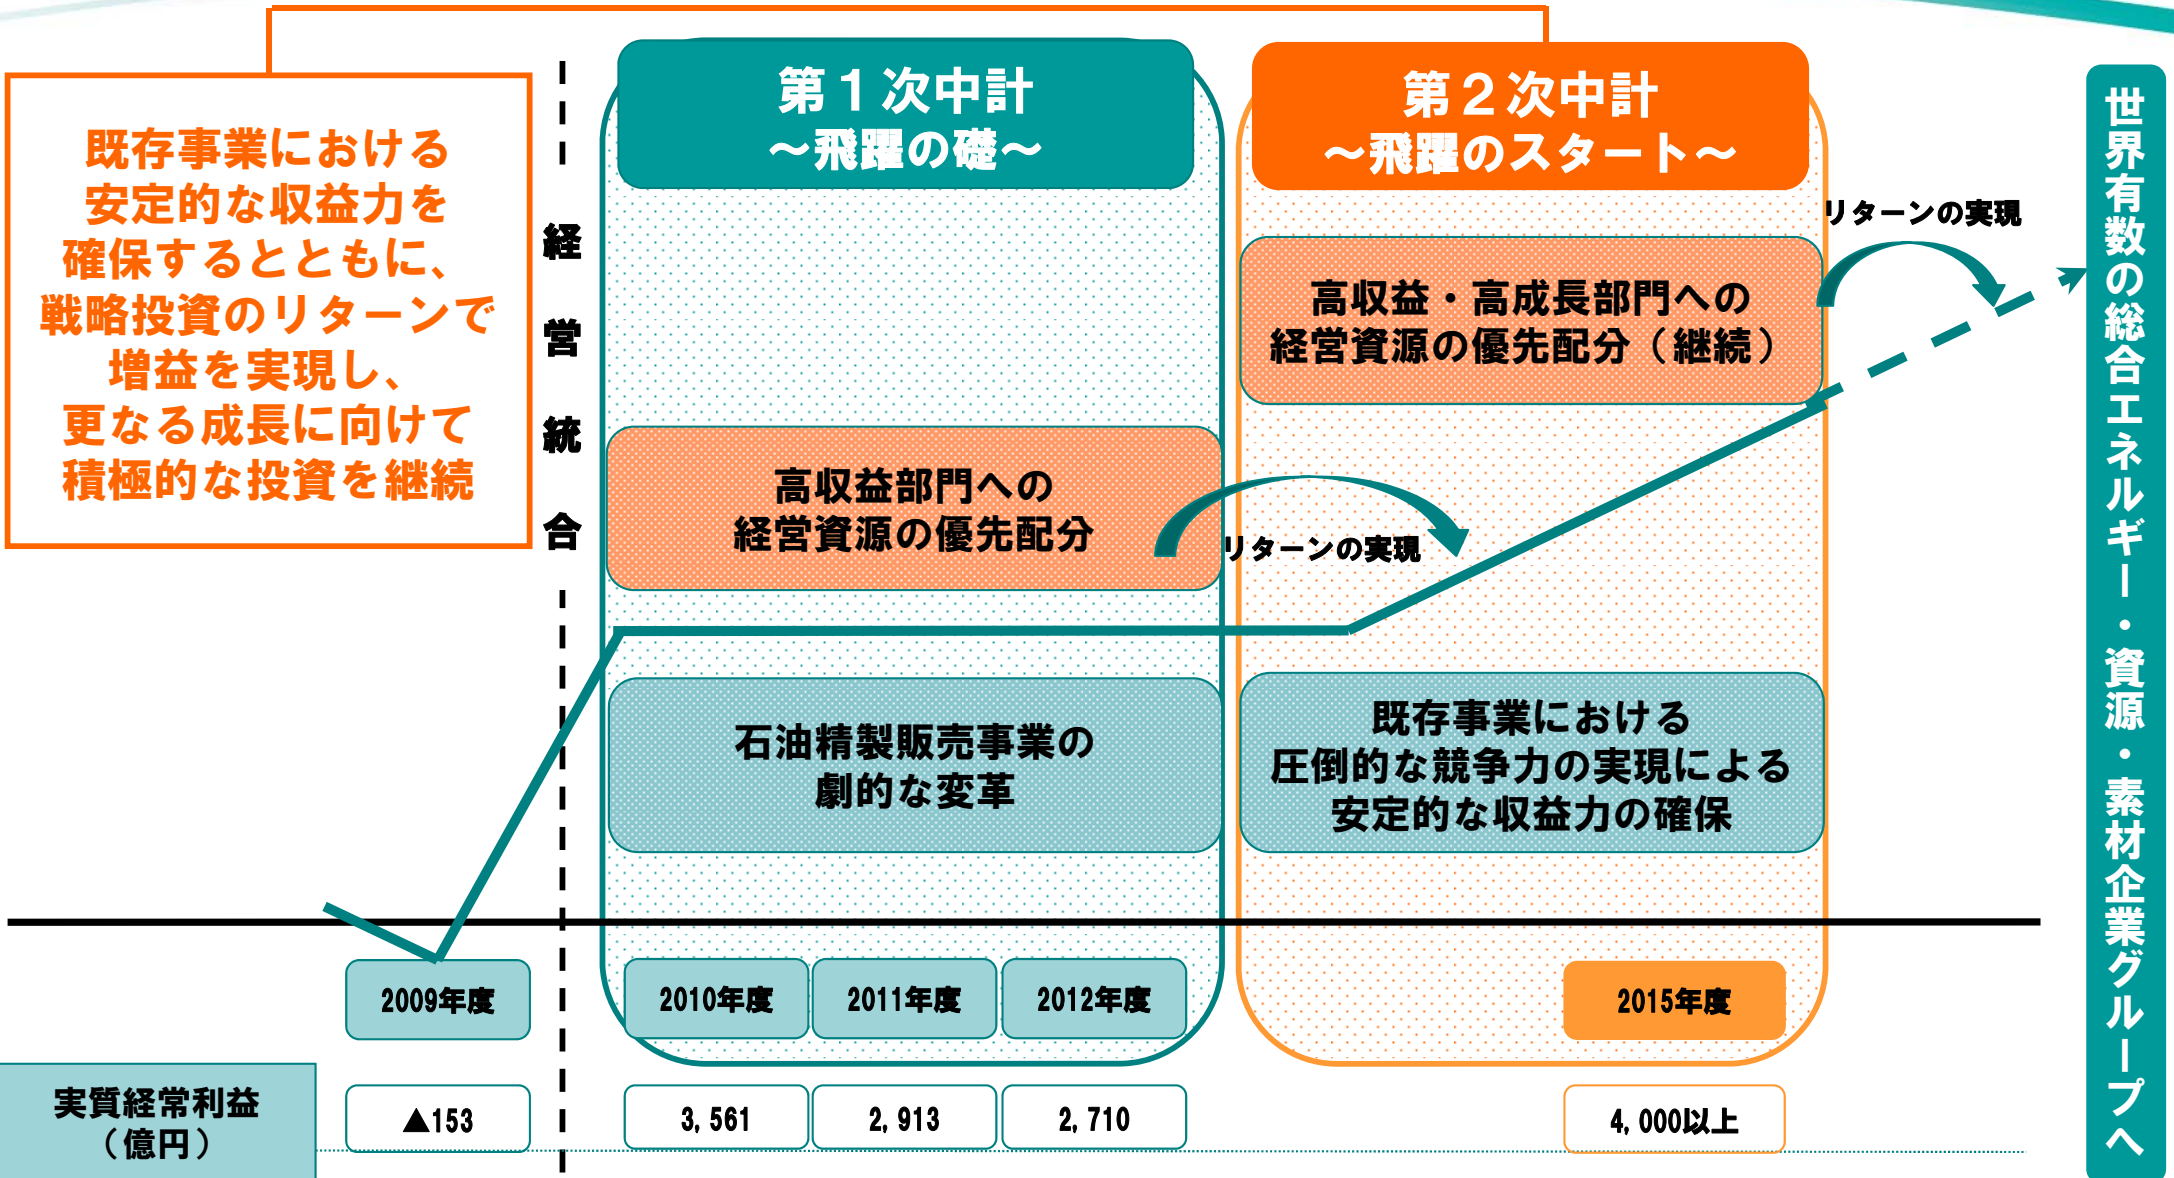 既存事業における
安定的な収益力を
確保するとともに、
戦略投資のリターンで
増益を実現し、
更なる成長に向けて
積極的な投資を継続
経営統合
第１次中計
～飛躍の礎～
高収益部門への
経営資源の優先配分
リターンの実現
石油精製販売事業の
劇的な変革
第２次中計
～飛躍のスタート～
高収益・高成長部門への
経営資源の優先配分（継続）
リターンの実現
既存事業における
圧倒的な競争力の実現による
安定的な収益力の確保
世界有数の総合エネルギー・資源・素材企業グループへ
2009年度
2010年度
2011年度
2012年度
2015年度
実質経常利益
（億円）
▲153
3,561
2,913
2,710
4,000以上